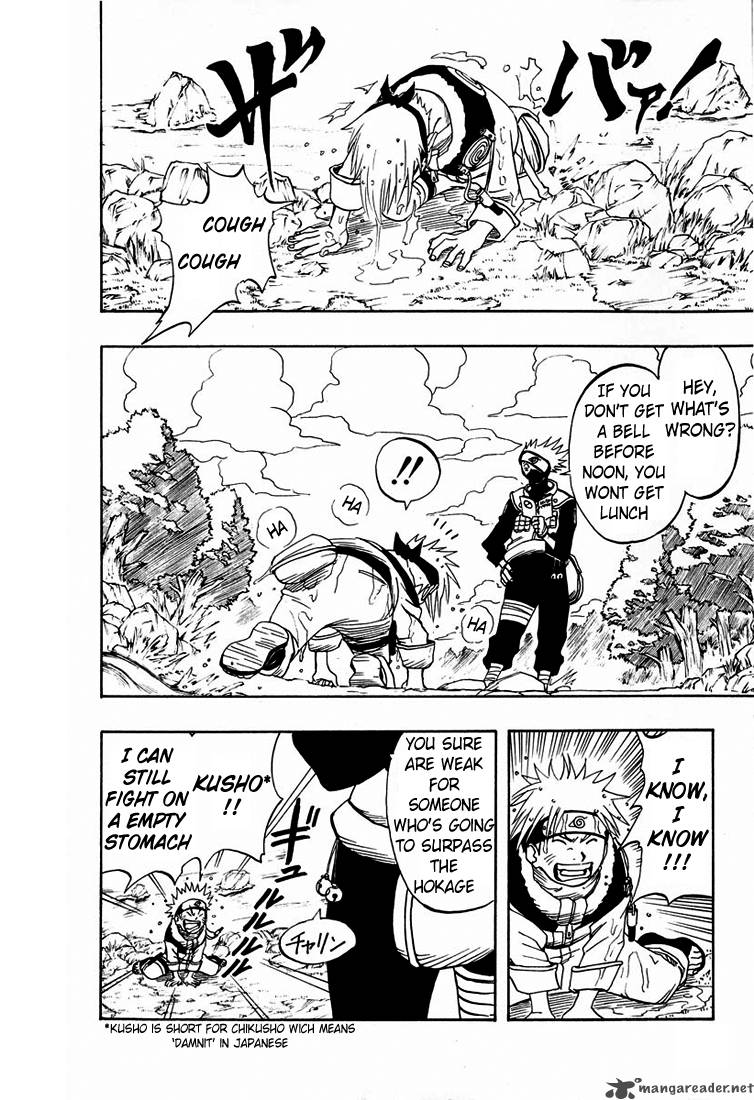 バァ!
ザ
COUGH
COUGH
HEY,
WHAT'S
WRONG?
IF YOU
DON'T GET
A BELL
BEFORE
NOON, YOU
WONT GET
LUNCH
!!
HA
HA
HA
I
KNOW,
I
KNOW
!!!
YOU SURE
ARE WEAK
FOR
SOMEONE
WHO'S GOING
TO SURPASS
THE
HOKAGE
チャリン
KUSHO*
!!
I CAN
STILL
FIGHT ON
A EMPTY
STOMACH
ギュルルルル
*KUSHO IS SHORT FOR CHIKUSHO WICH MEANS
'DAMNIT' IN JAPANESE
mangareader.net